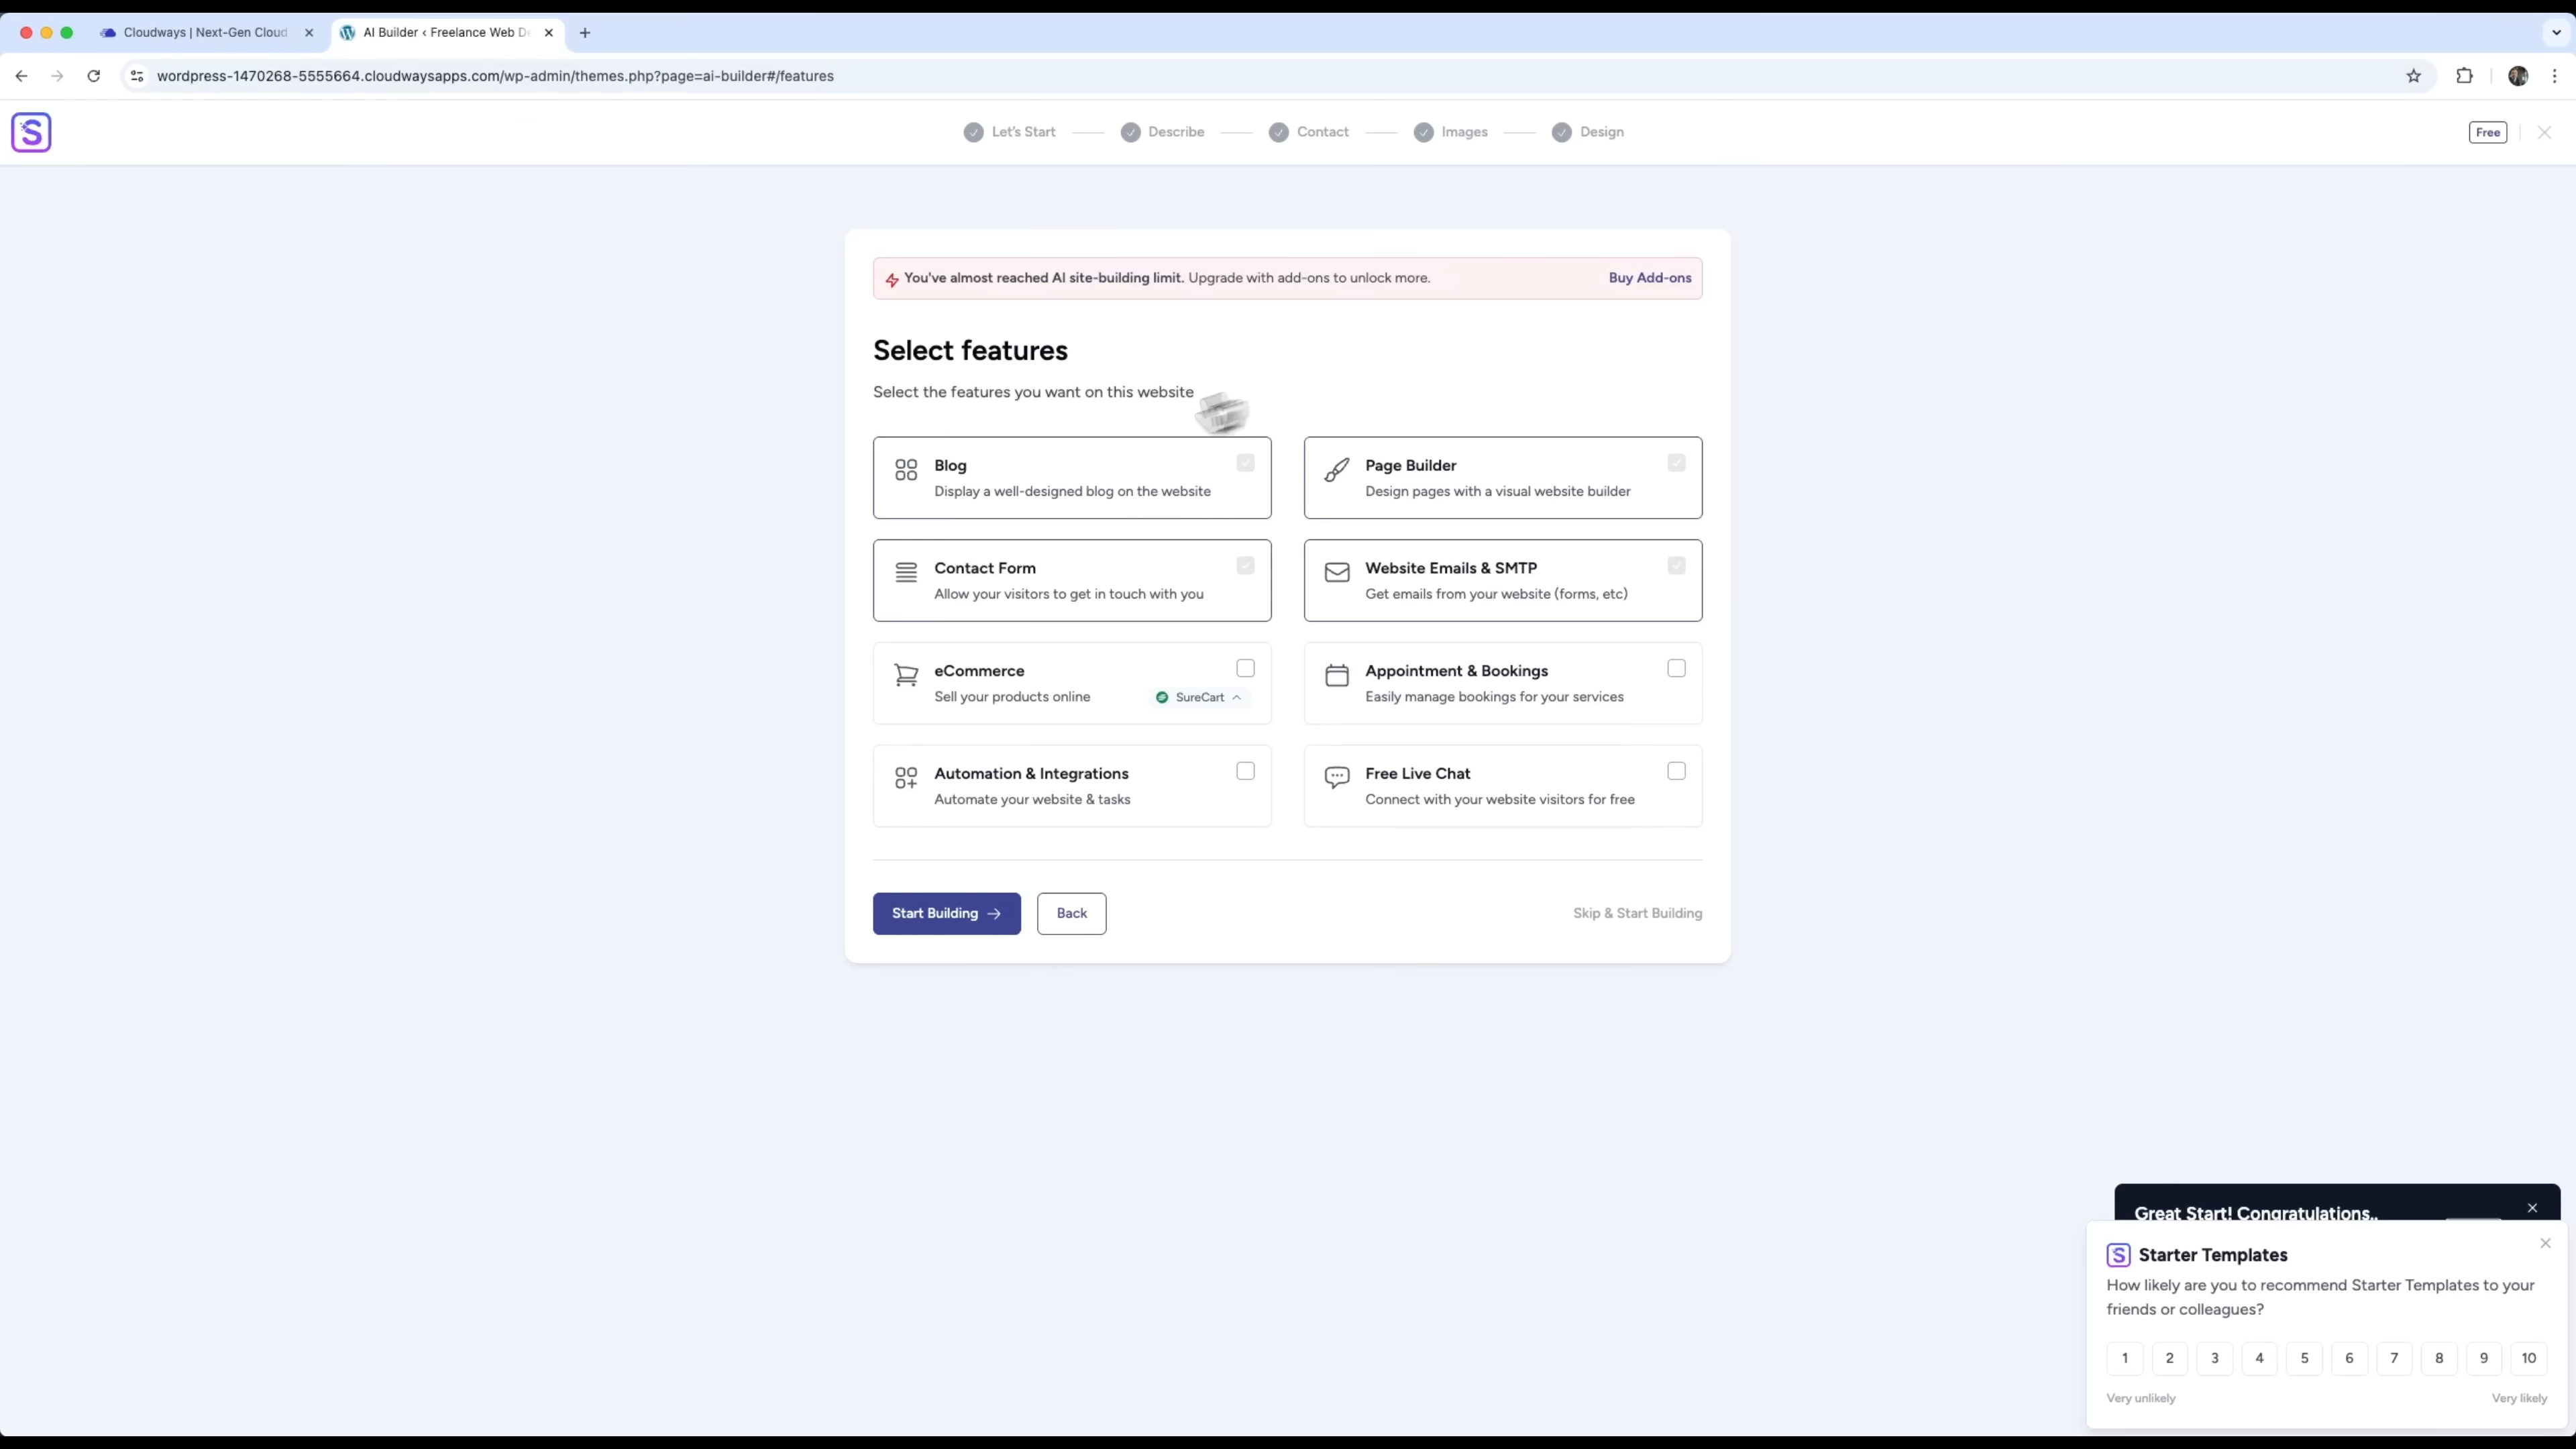 Cloudways | Next-Gen Cloud
AI Builder ‹ Freelance Web D
wordpress-1470268-5555664.cloudwaysapps.com/wp-admin/themes.php?page=ai-builder#/features
Let's Start
Describe
Contact
Images
Design
Free
You've almost reached AI site-building limit. Upgrade with add-ons to unlock more.
Buy Add-ons
Select features
Select the features you want on this website
Blog
Display a well-designed blog on the website
Page Builder
Design pages with a visual website builder
Contact Form
Allow your visitors to get in touch with you
Website Emails & SMTP
Get emails from your website (forms, etc)
eCommerce
Sell your products online
SureCart
Appointment & Bookings
Easily manage bookings for your services
Automation & Integrations
Automate your website & tasks
Free Live Chat
Connect with your website visitors for free
Start Building
Back
Skip & Start Building
Great Start! Congratulations..
Starter Templates
How likely are you to recommend Starter Templates to your
friends or colleagues?
1 2 3 4 5 6 7 8 9 10
Very unlikely
Very likely